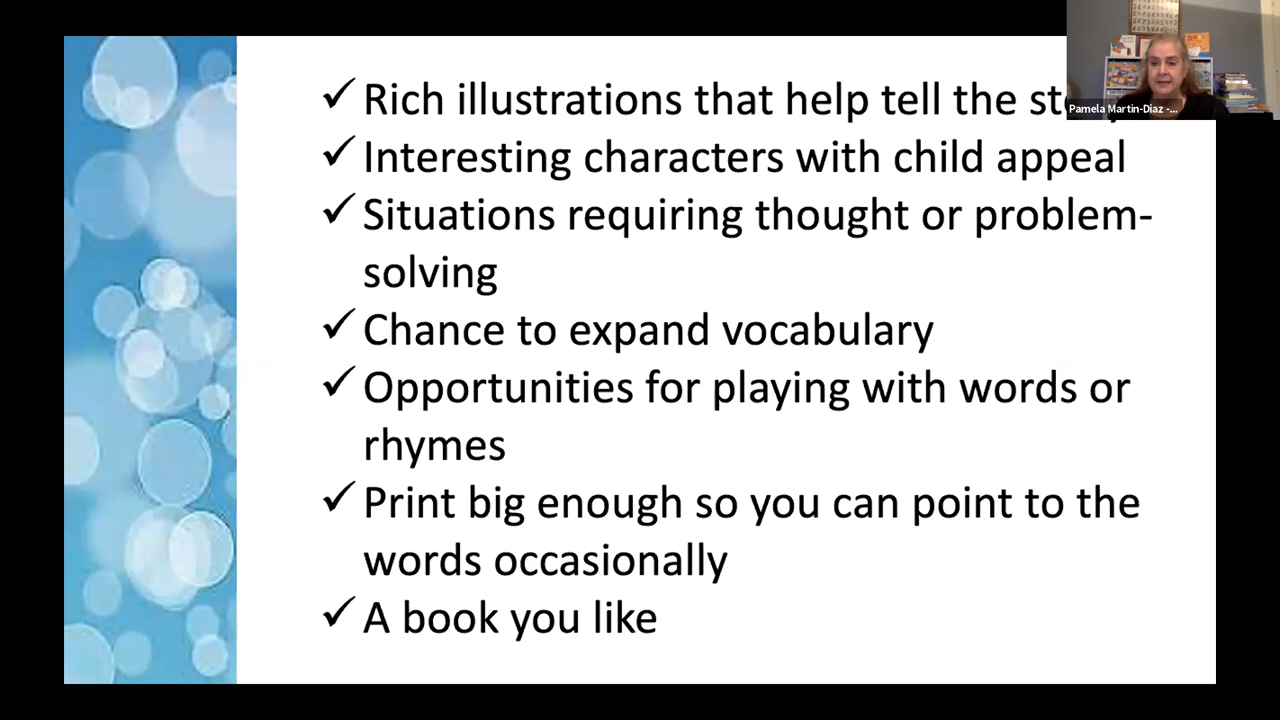 Rich illustrations that help tell the
Interesting characters with child appeal
Situations requiring thought or problem-
solving
Chance to expand vocabulary
Opportunities for playing with words or
rhymes
Print big enough so you can point to the
words occasionally
A book you like
Pamela Martin-Diaz -...